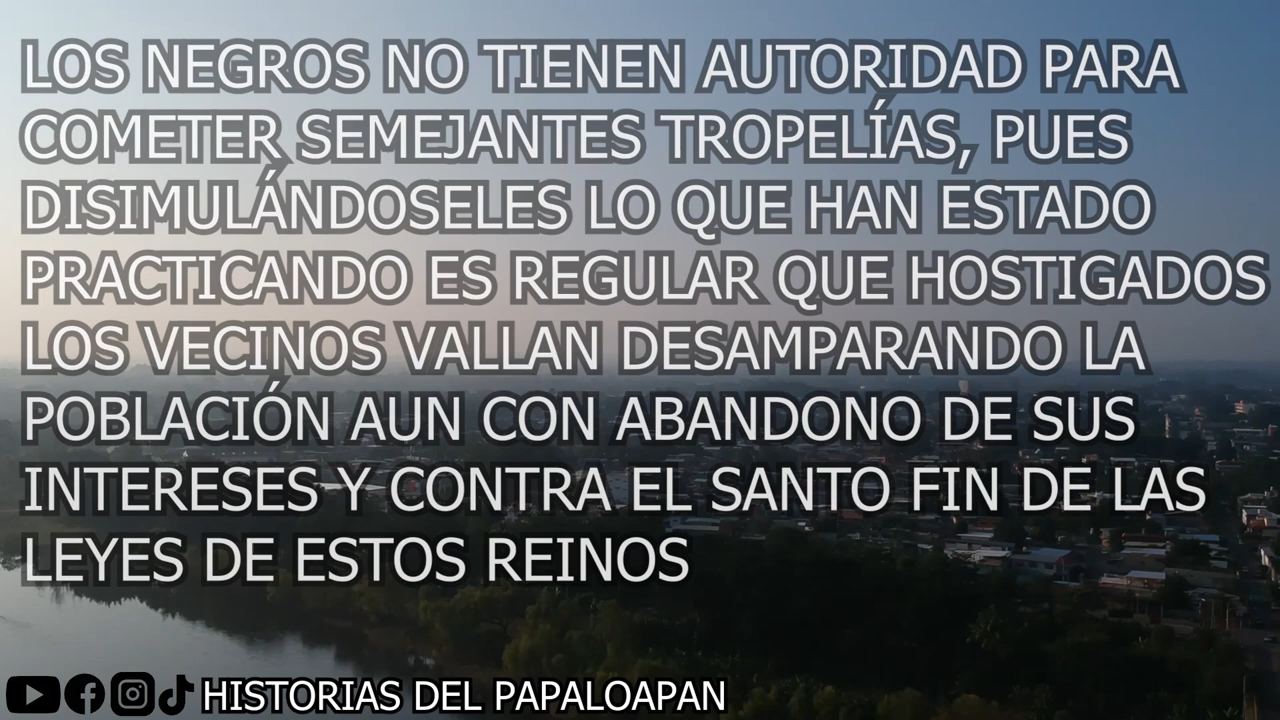 LOS NEGROS NO TIENEN AUTORIDAD PARA
COMETER SEMEJANTES TROPELÍAS, PUES
DISIMULÁNDOSELES LO QUE HAN ESTADO
PRACTICANDO ES REGULAR QUE HOSTIGADOS
LOS VECINOS VALLAN DESAMPARANDO LA
POBLACIÓN AUN CON ABANDONO DE SUS
INTERESES Y CONTRA EL SANTO FIN DE LAS
LEYES DE ESTOS REINOS
HISTORIAS DEL PAPALOAPAN